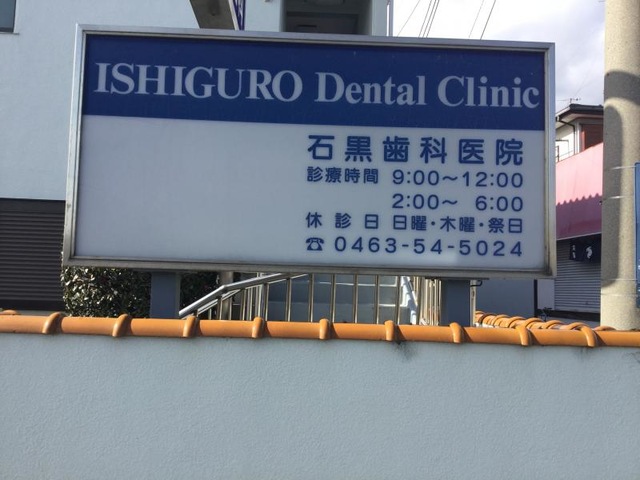 ISHIGURO Dental Clinic
石黒歯科医院
診療時間 9:00～12:00
2:00～ 6:00
休診日 日曜・木曜・祭日
☎ 0463-54-5024